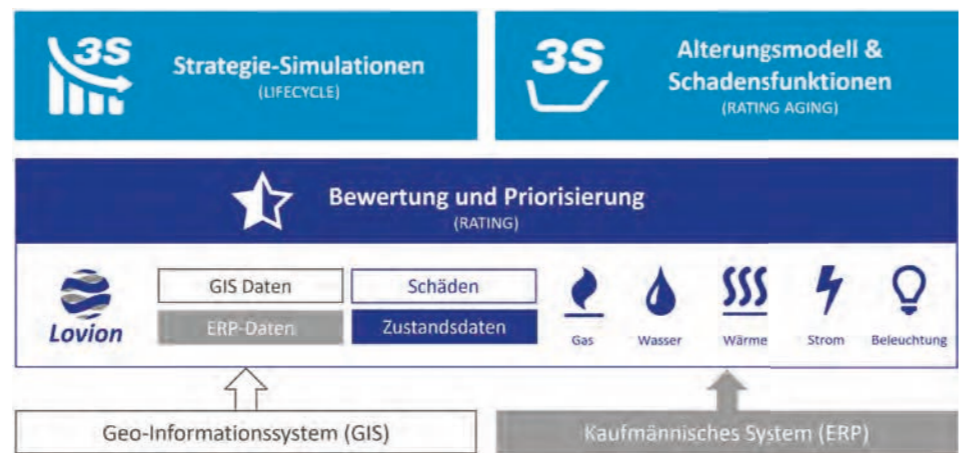 3S
Strategie-Simulationen
(LIFECYCLE)
3S
Alterungsmodell &
Schadensfunktionen
(RATING AGING)
Bewertung und Priorisierung
(RATING)
Lovion
GIS Daten
Schäden
ERP-Daten
Zustandsdaten
Gas
Wasser
Wärme
Strom
Beleuchtung
Geo-Informationssystem (GIS)
Kaufmännisches System (ERP)